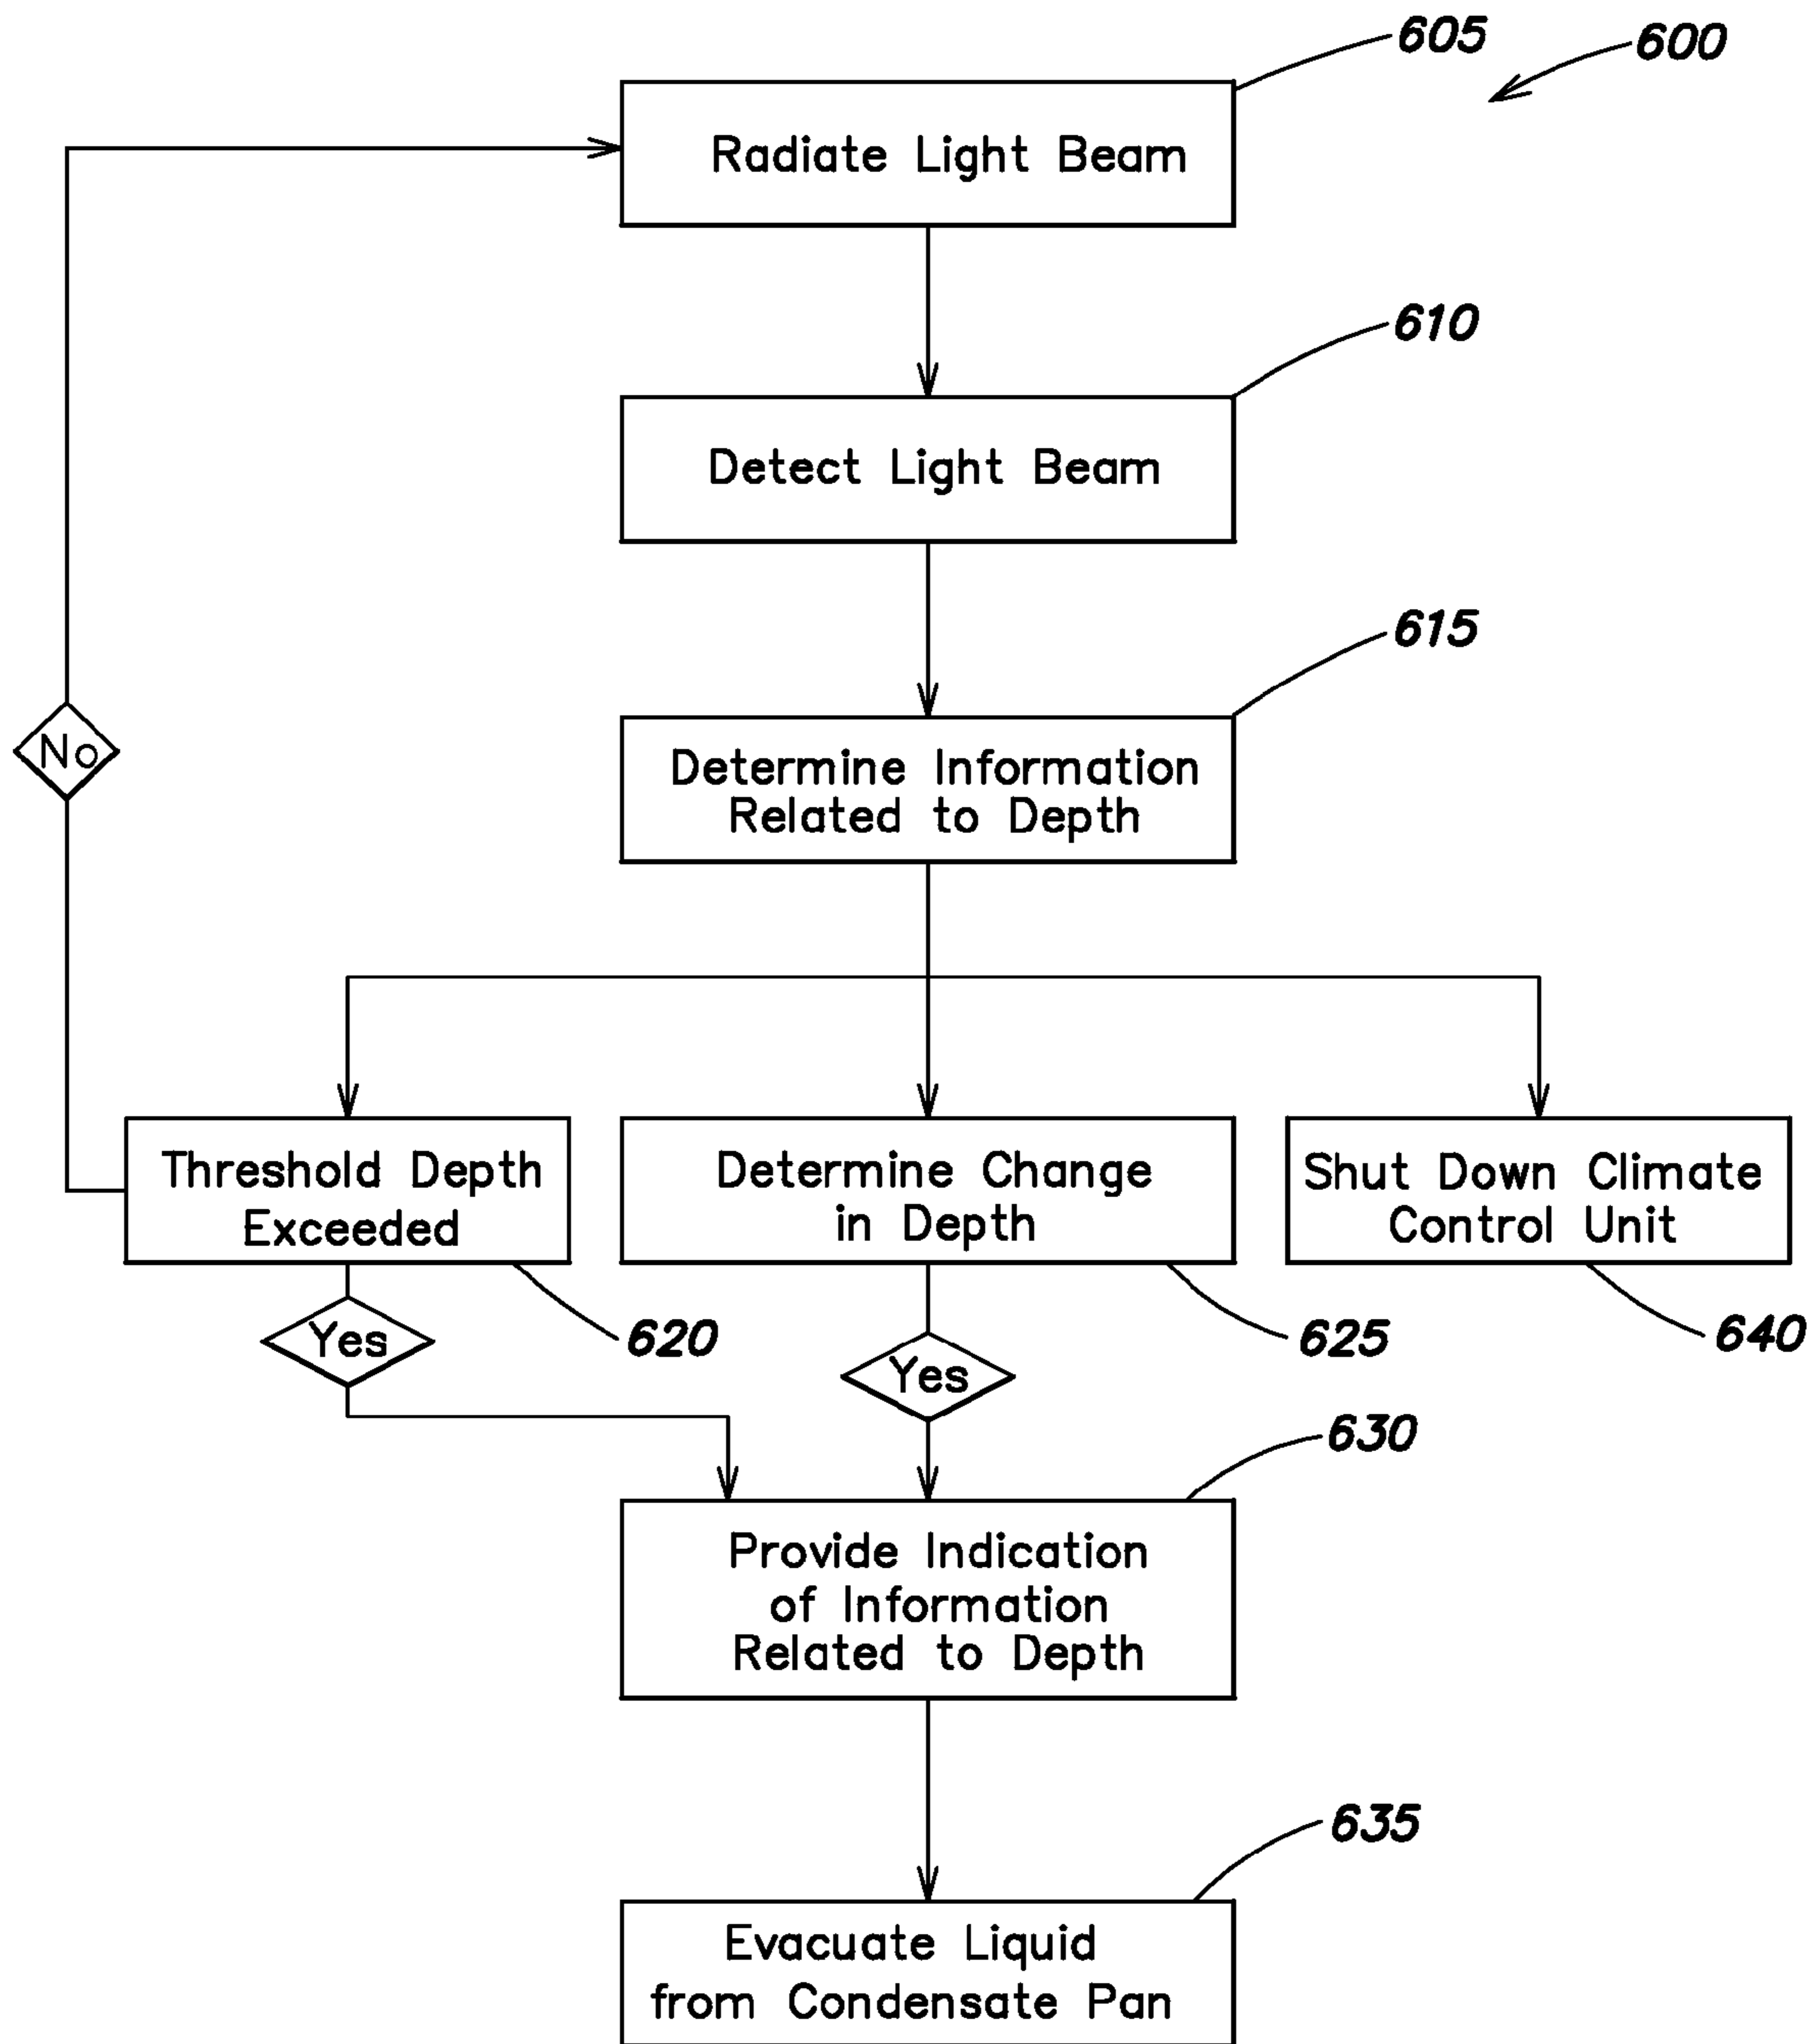 605
600
Radiate Light Beam
610
Detect Light Beam
615
Determine Information
Related to Depth
No
Threshold Depth
Exceeded
Determine Change
in Depth
Shut Down Climate
Control Unit
Yes
620
Yes
625
640
630
Provide Indication
of Information
Related to Depth
635
Evacuate Liquid
from Condensate Pan